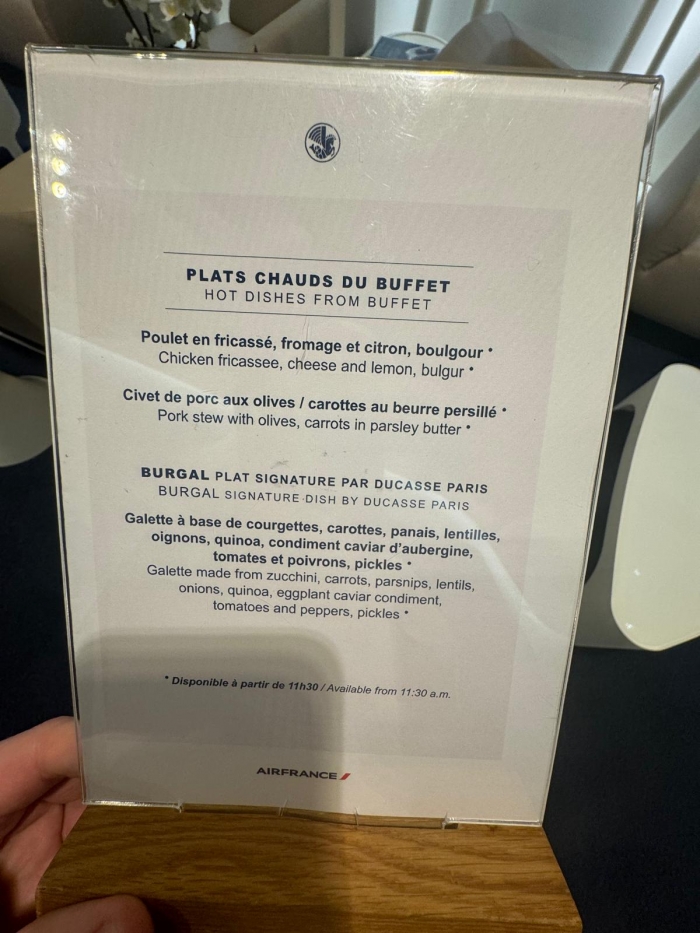 PLATS CHAUDS DU BUFFET
HOT DISHES FROM BUFFET
Poulet en fricassé, fromage et citron, boulgour *
Chicken fricassee, cheese and lemon, bulgur *
Civet de porc aux olives / carottes au beurre persillé *
Pork stew with olives, carrots in parsley butter *
BURGAL PLAT SIGNATURE PAR DUCASSE PARIS
BURGAL SIGNATURE DISH BY DUCASSE PARIS
Galette à base de courgettes, carottes, panais, lentilles,
oignons, quinoa, condiment caviar d'aubergine,
tomates et poivrons, pickles *
Galette made from zucchini, carrots, parsnips, lentils,
onions, quinoa, eggplant caviar condiment,
tomatoes and peppers, pickles *
* Disponible à partir de 11h30 / Available from 11:30 a.m.
AIRFRANCE